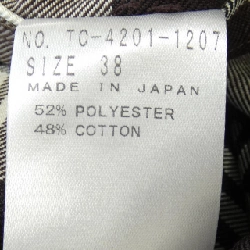 NO. TC-4201-1207
SIZE 38
MADE IN JAPAN
52% POLYESTER
48% COTTON